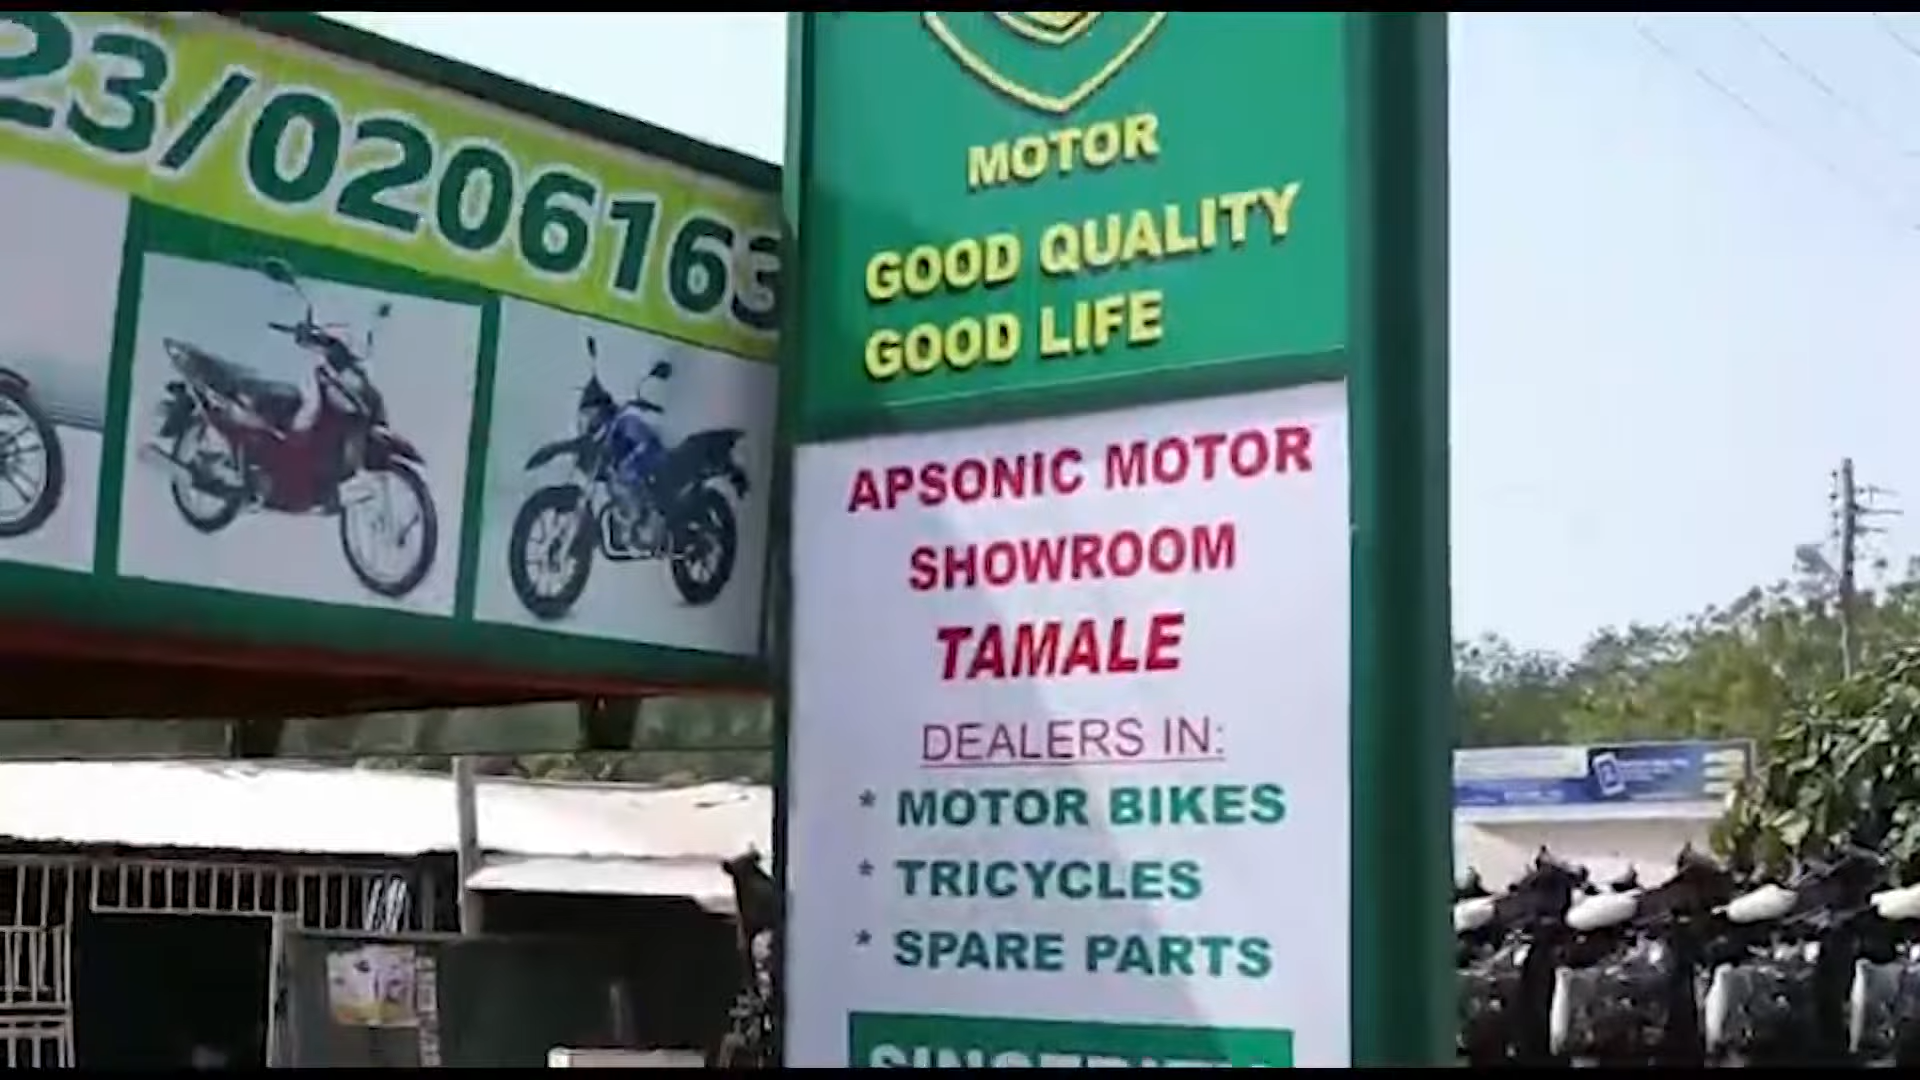 23/0206163
MOTOR
GOOD QUALITY
GOOD LIFE
APSONIC MOTOR
SHOWROOM
TAMALE
DEALERS IN:
* MOTOR BIKES
* TRICYCLES
* SPARE PARTS